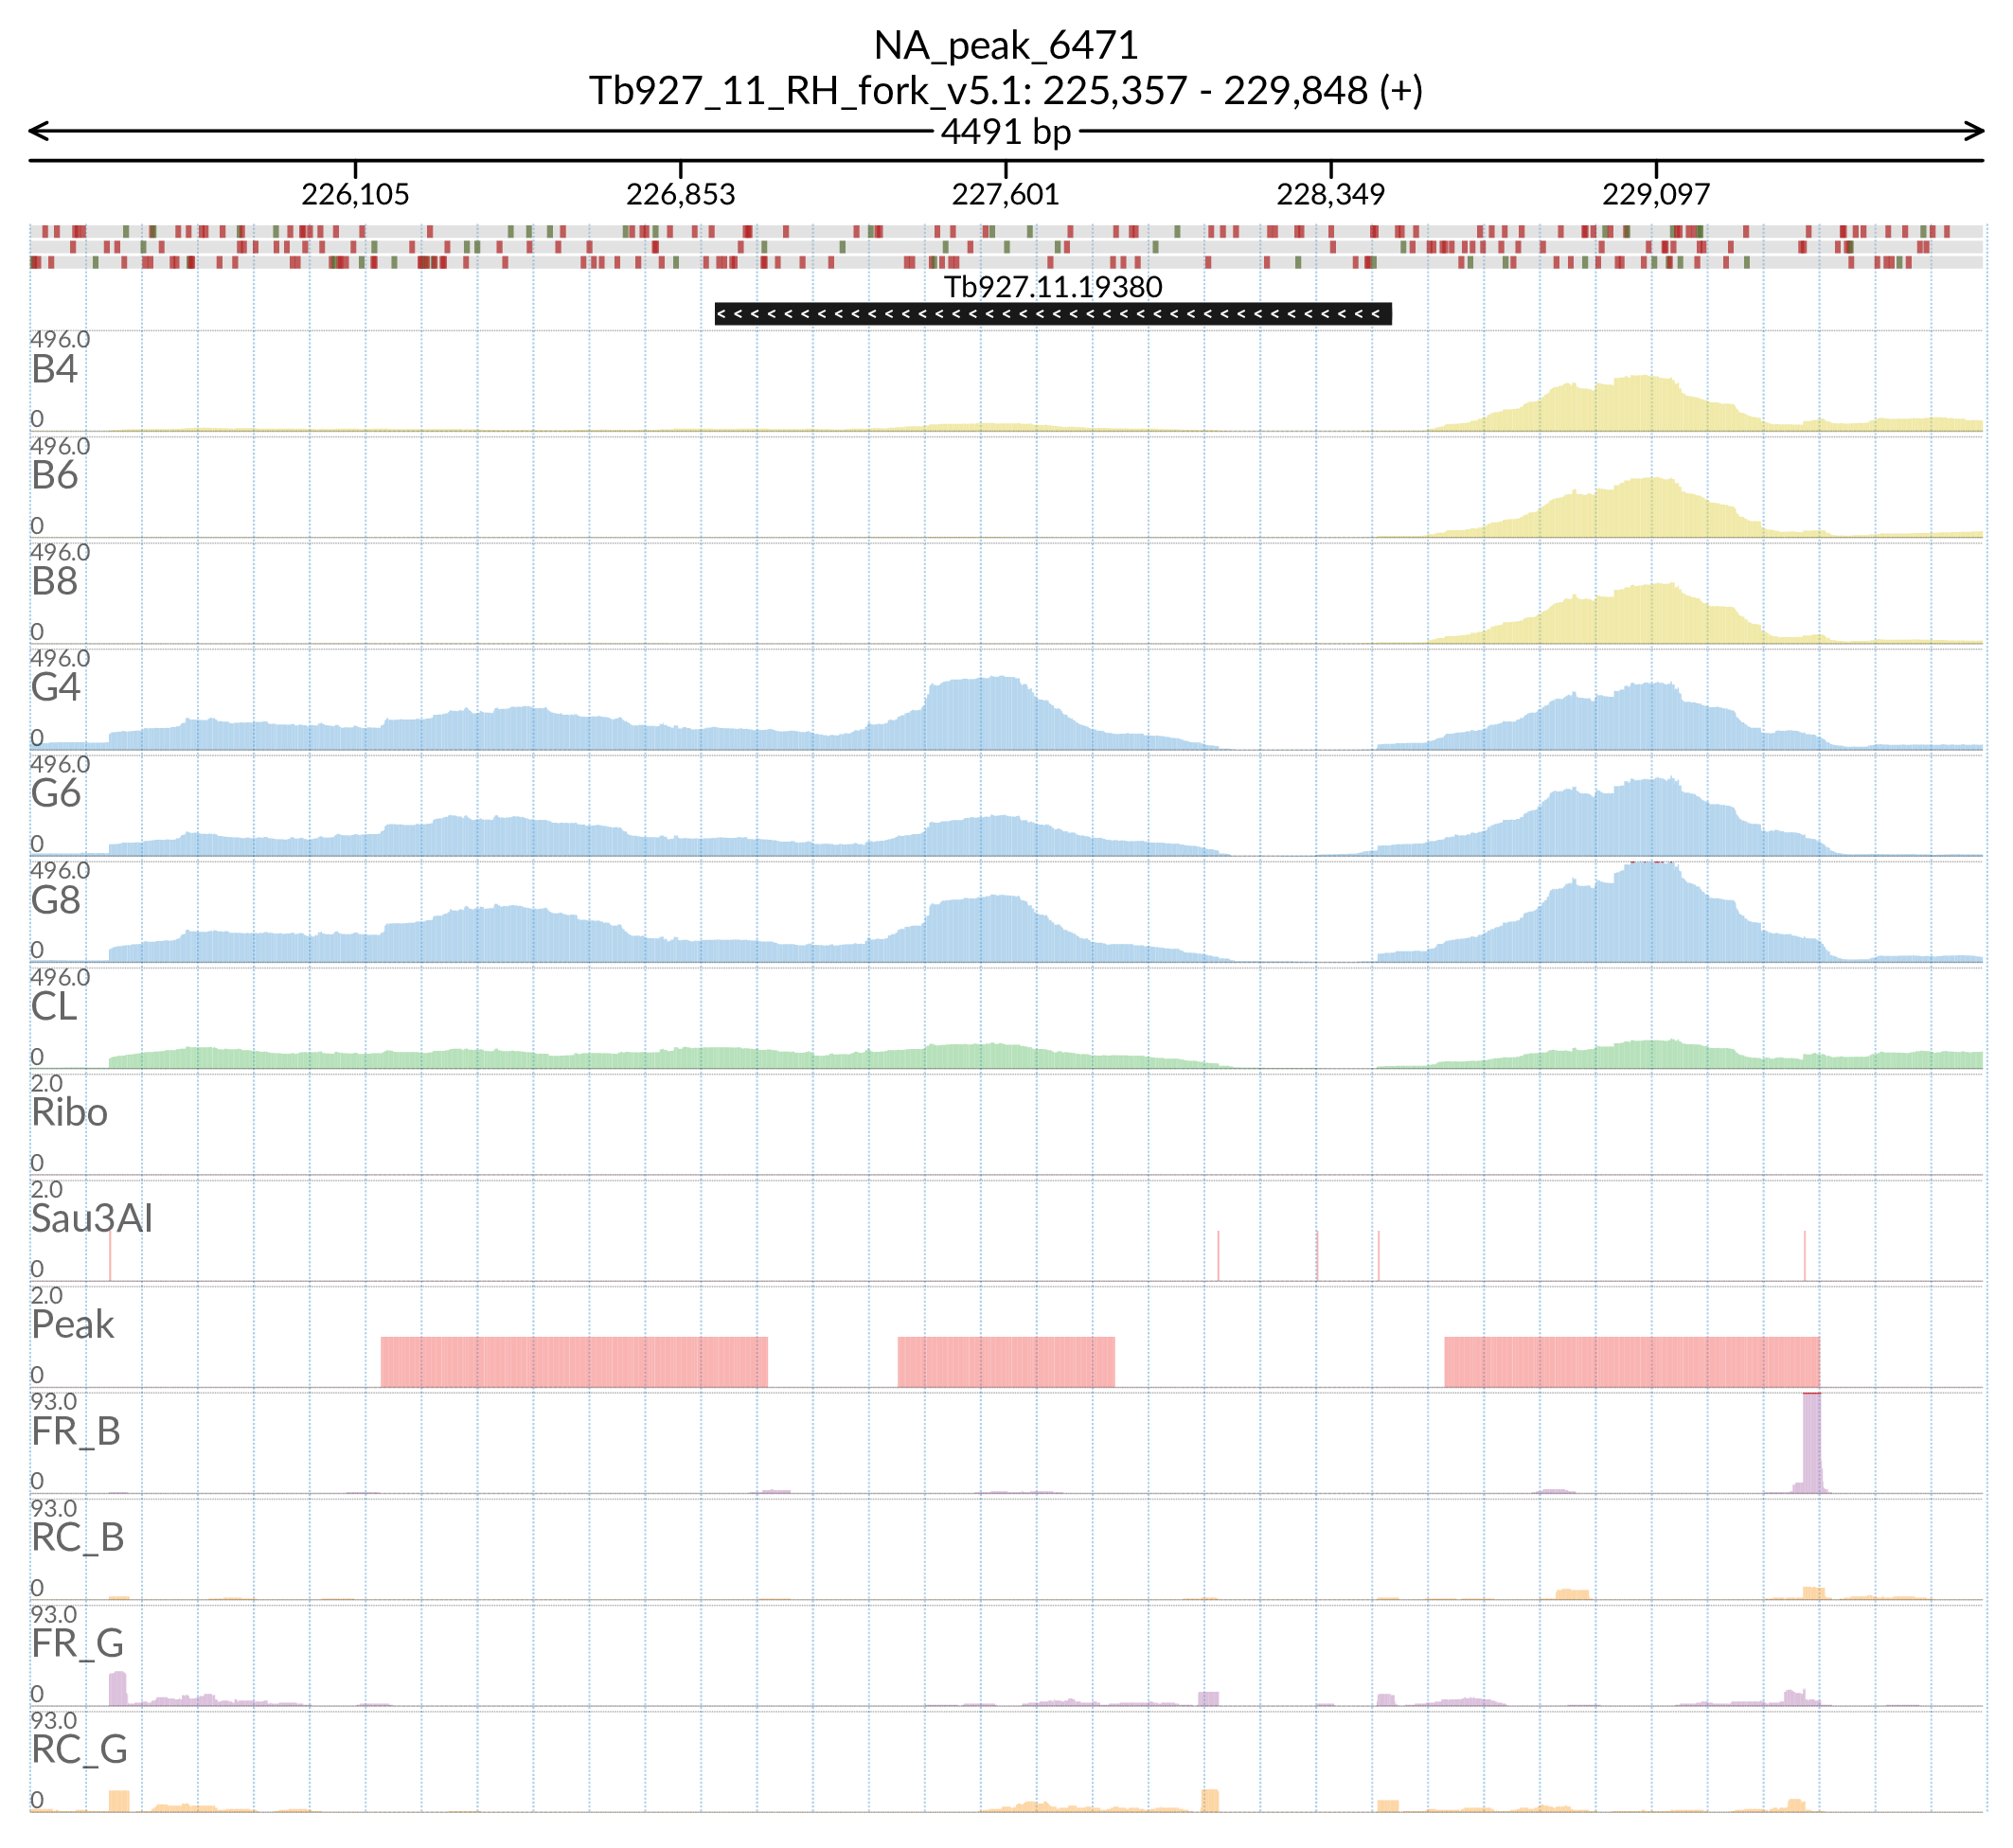 NA_peak_6471
Tb927_11_RH_fork_v5.1: 225,357 - 229,848 (+)
4491 bp
226,105 226,853 227,601 228,349 229,097
Tb927.11.19380
496.0
B4
0
496.0
B6
0
496.0
B8
0
496.0
G4
0
496.0
G6
0
496.0
G8
0
496.0
CL
0
2.0
Ribo
0
2.0
Sau3AI
0
2.0
Peak
0
93.0
FR_B
0
93.0
RC_B
0
93.0
FR_G
0
93.0
RC_G
0